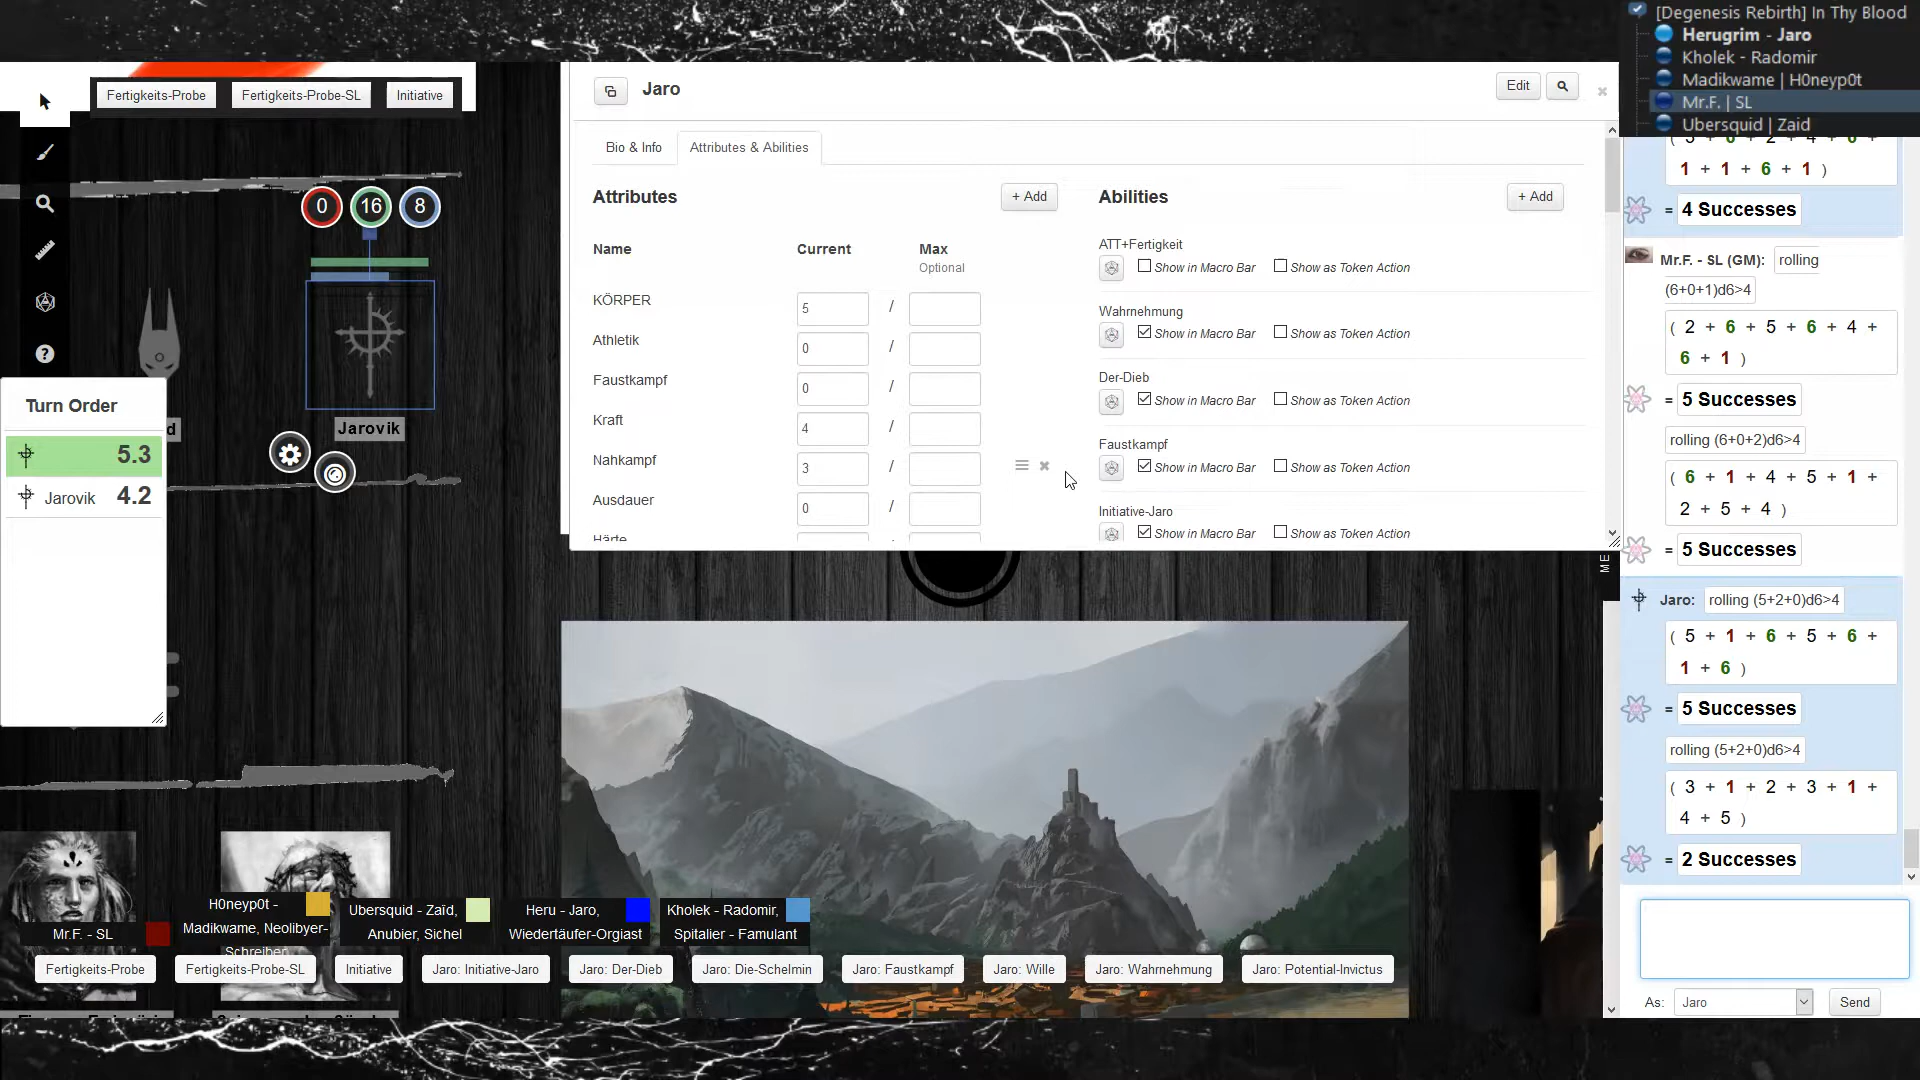 [Degenesis Rebirth] In Thy Blood
Herugrim - Jaro
Kholek - Radomir
Madikwame | H0neyp0t
Mr.F. | SL
Ubersquid | Zaid
Fertigkeits-Probe
Fertigkeits-Probe-SL
Initiative
Jaro
Edit
Bio & Info
Attributes & Abilities
Attributes
+ Add
Name
Current
Max
Optional
KÖRPER
5
/
Athletik
0
/
Faustkampf
0
/
Kraft
4
/
Nahkampf
3
/
Ausdauer
0
/
Härte
Abilities
+ Add
ATT+Fertigkeit
Show in Macro Bar
Show as Token Action
Wahrnehmung
Show in Macro Bar
Show as Token Action
Der-Dieb
Show in Macro Bar
Show as Token Action
Faustkampf
Show in Macro Bar
Show as Token Action
Initiative-Jaro
Show in Macro Bar
Show as Token Action
0
16
8
Jarovik
d
Turn Order
5.3
Jarovik 4.2
ME
1 + 1 + 6 + 1 )
= 4 Successes
Mr.F. - SL (GM): rolling
(6+0+1)d6>4
( 2 + 6 + 5 + 6 + 4 +
6 + 1 )
= 5 Successes
rolling (6+0+2)d6>4
( 6 + 1 + 4 + 5 + 1 +
2 + 5 + 4 )
= 5 Successes
Jaro: rolling (5+2+0)d6>4
( 5 + 1 + 6 + 5 + 6 +
1 + 6 )
= 5 Successes
rolling (5+2+0)d6>4
( 3 + 1 + 2 + 3 + 1 +
4 + 5 )
= 2 Successes
As:
Jaro
Send
Mr.F. - SL
H0neyp0t -
Madikwame, Neolibyer-
Schreiber
Ubersquid - Zaïd,
Anubier, Sichel
Heru - Jaro,
Wiedertäufer-Orgiast
Kholek - Radomir,
Spitalier - Famulant
Fertigkeits-Probe
Fertigkeits-Probe-SL
Initiative
Jaro: Initiative-Jaro
Jaro: Der-Dieb
Jaro: Die-Schelmin
Jaro: Faustkampf
Jaro: Wille
Jaro: Wahrnehmung
Jaro: Potential-Invictus